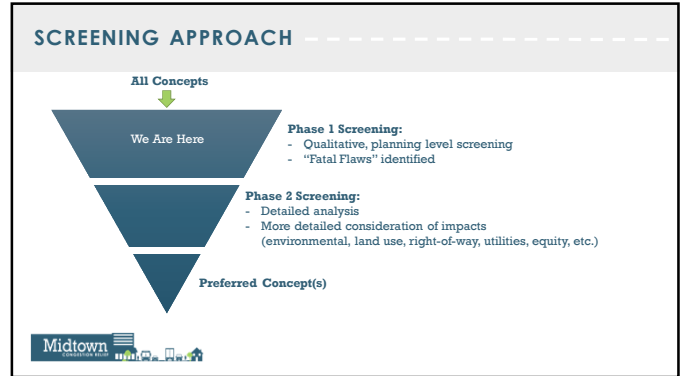 SCREENING APPROACH
All Concepts
We Are Here
Phase 1 Screening:
- Qualitative, planning level screening
- “Fatal Flaws” identified
Phase 2 Screening:
- Detailed analysis
- More detailed consideration of impacts
(environmental, land use, right-of-way, utilities, equity, etc.)
Preferred Concept(s)
Midtown
CONGESTION RELIEF